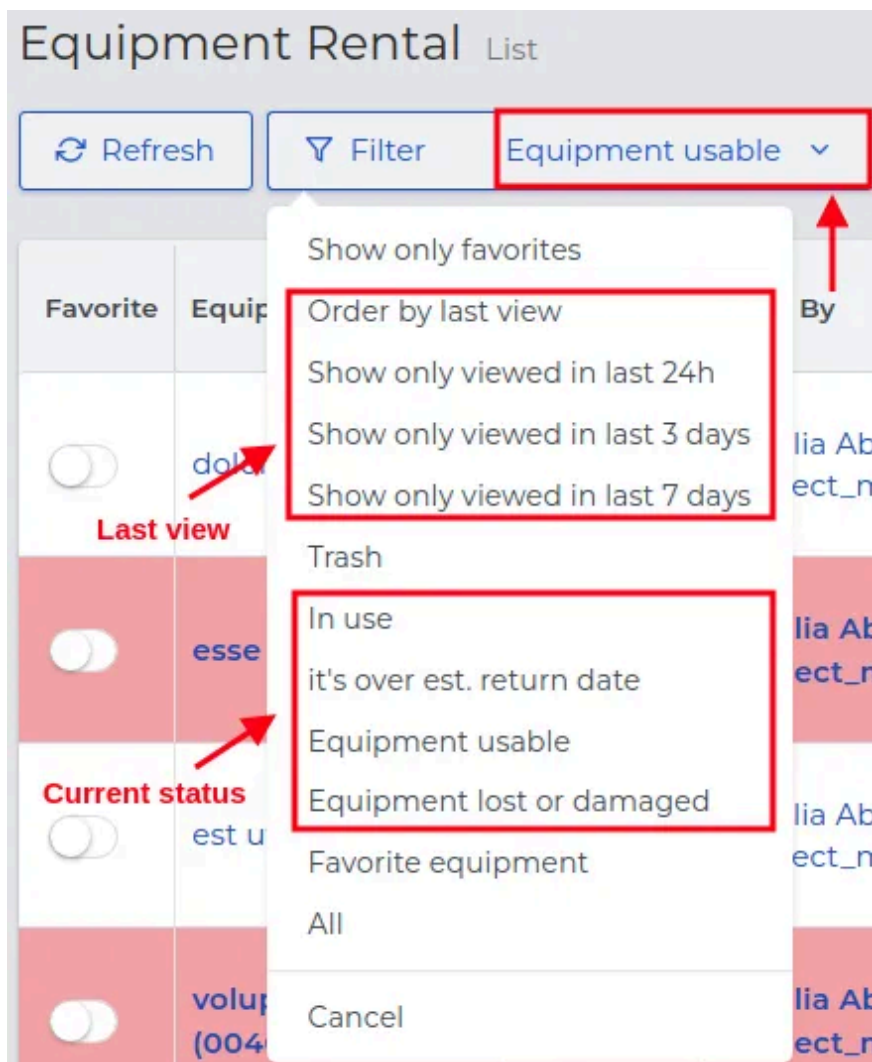 Equipment Rental List
Refresh Filter Equipment usable
Show only favorites
Favorite Order by last view By
Show only viewed in last 24h
Show only viewed in last 3 days
Show only viewed in last 7 days
Last view
Trash
In use
esse
it's over est. return date
Equipment usable
Current status
Equipment lost or damaged
est
Favorite equipment
All
Cancel